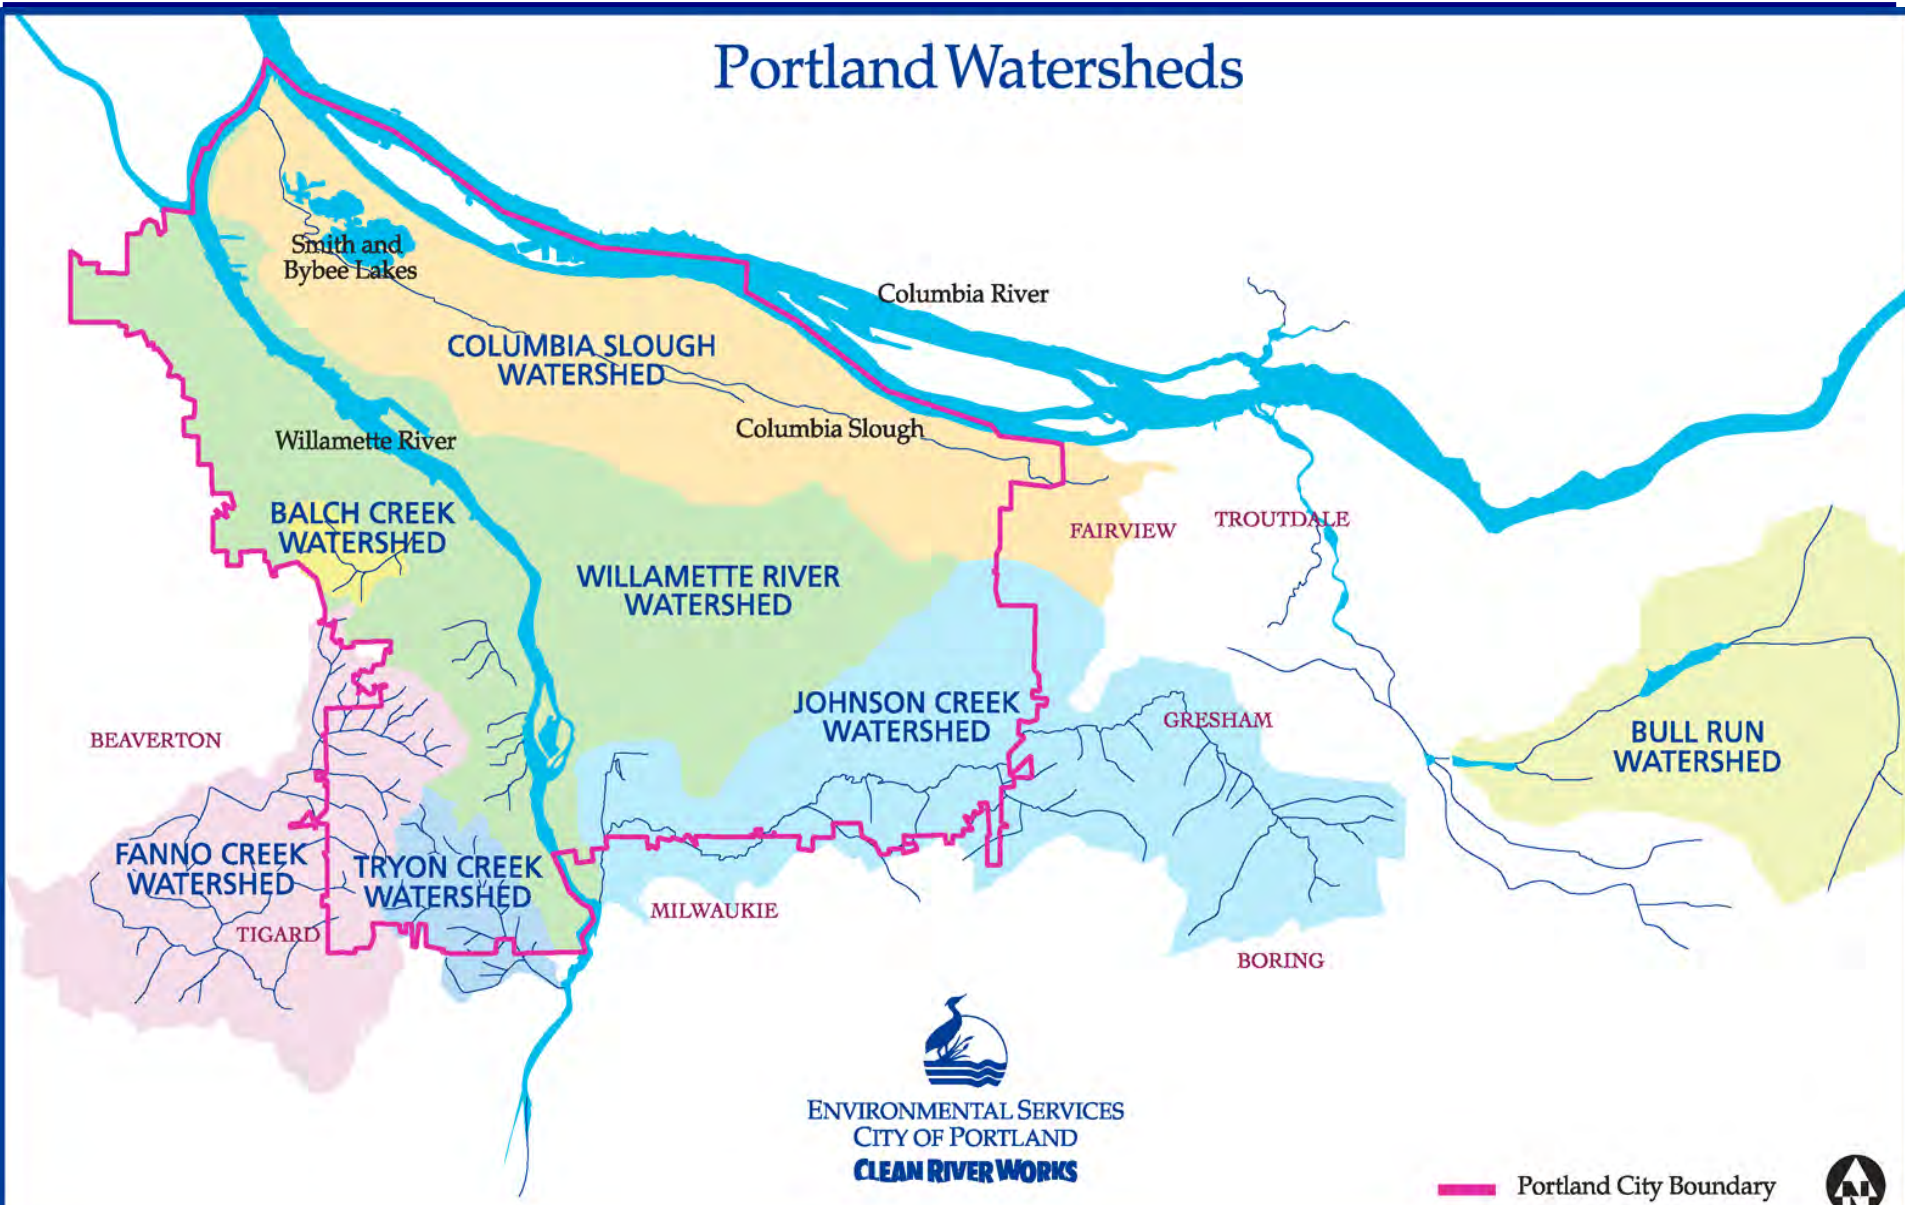 Portland Watersheds
Smith and
Bybee Lakes
Columbia River
COLUMBIA SLOUGH
WATERSHED
Columbia Slough
Willamette River
BALCH CREEK
WATERSHED
FAIRVIEW
TROUTDALE
WILLAMETTE RIVER
WATERSHED
JOHNSON CREEK
WATERSHED
GRESHAM
BULL RUN
WATERSHED
BEAVERTON
FANNO CREEK
WATERSHED
TRYON CREEK
WATERSHED
TIGARD
MILWAUKIE
BORING
ENVIRONMENTAL SERVICES
CITY OF PORTLAND
CLEAN RIVER WORKS
Portland City Boundary
N